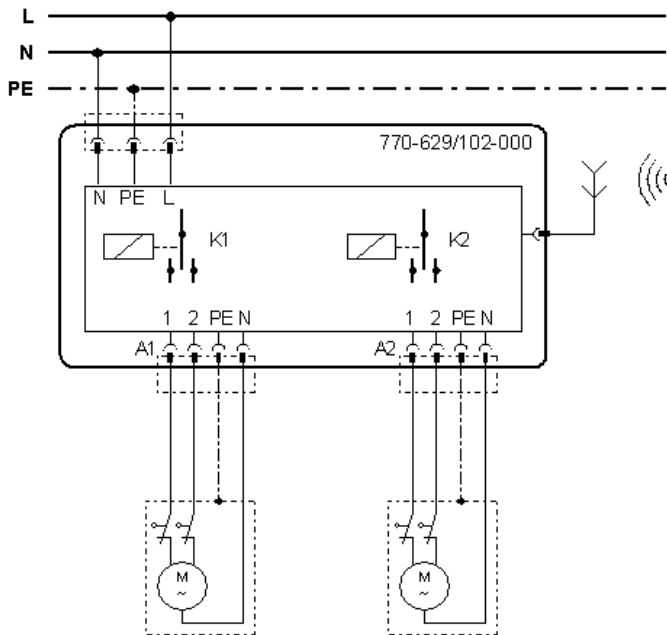 L
N
PE
770-629/102-000
N PE L
K1 K2
1 2 PE N 1 2 PE N
A1 A2
M ~ M ~